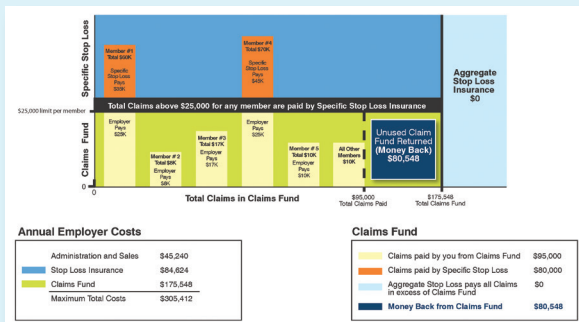 Specific Stop Loss
Member #1
Total $60K
Specific
Stop Loss
Pays
$35K
Member #4
Total $70K
Specific
Stop Loss
Pays
$45K
Aggregate
Stop Loss
Insurance
$0
$25,000 limit per member
Total Claims above $25,000 for any member are paid by Specific Stop Loss Insurance
Claims Fund
0
Employer
Pays
$25K
Member # 2
Total $8K
Employer
Pays
$8K
Member # 3
Total $17K
Employer
Pays
$17K
Employer
Pays
$25K
Member # 5
Total $10K
Employer
Pays
$10K
All Other
Members
$10K
Unused Claim
Fund Returned
(Money Back)
$80,548
0
Total Claims in Claims Fund
$95,000
Total Claims Paid
$175,548
Total Claims Fund
Annual Employer Costs
Administration and Sales $45,240
Stop Loss Insurance $84,624
Claims Fund $175,548
Maximum Total Costs $305,412
Claims Fund
Claims paid by you from Claims Fund $95,000
Claims paid by Specific Stop Loss $80,000
Aggregate Stop Loss pays all Claims $0
in excess of Claims Fund
Money Back from Claims Fund $80,548